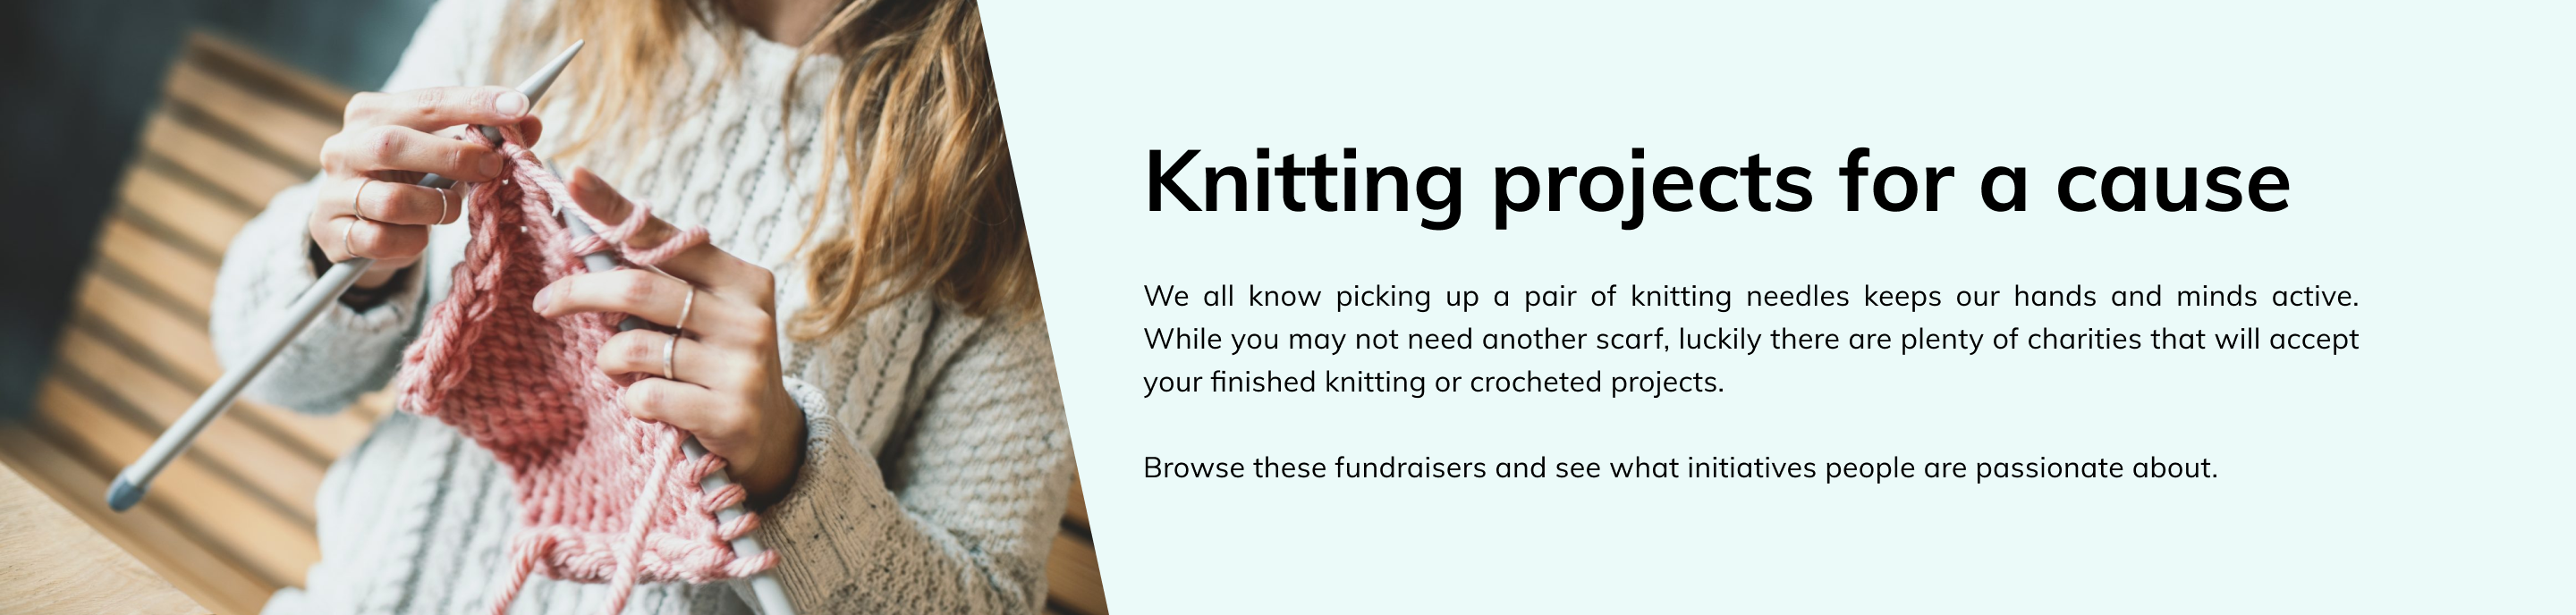 Knitting projects for a cause
We all know picking up a pair of knitting needles keeps our hands and minds active.
While you may not need another scarf, luckily there are plenty of charities that will accept
your finished knitting or crocheted projects.
Browse these fundraisers and see what initiatives people are passionate about.